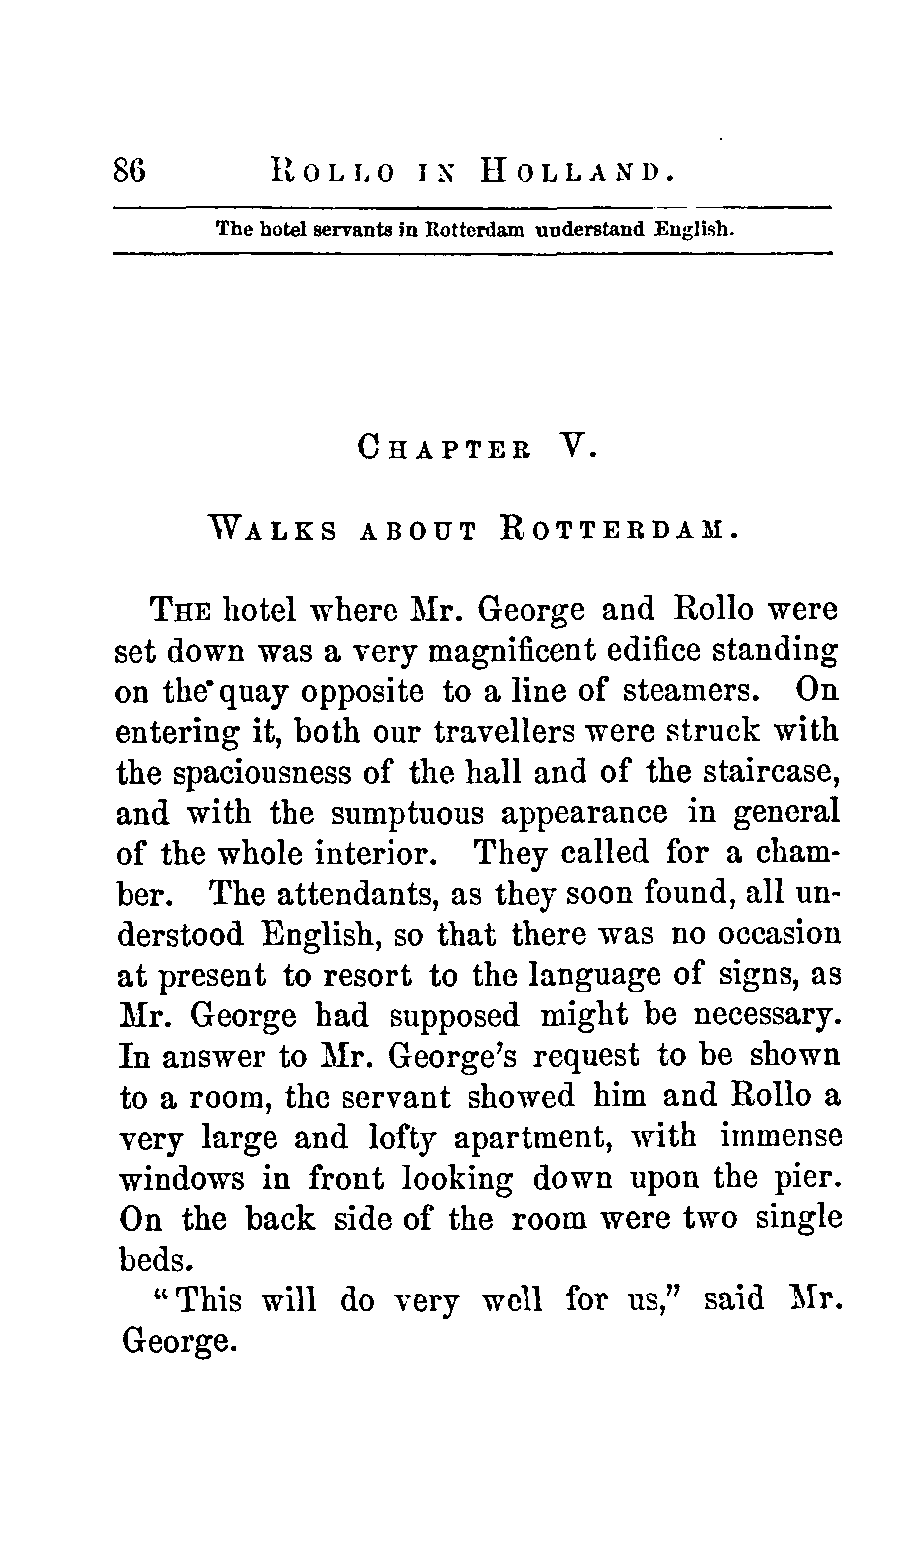 86 ROLLO IN HOLLAND.
The hotel servants in Rotterdam understand English.
CHAPTER V.
WALKS ABOUT ROTTERDAM.
THE hotel where Mr. George and Rollo were
set down was a very magnificent edifice standing
on the quay opposite to a line of steamers. On
entering it, both our travellers were struck with
the spaciousness of the hall and of the staircase,
and with the sumptuous appearance in general
of the whole interior. They called for a cham-
ber. The attendants, as they soon found, all un-
derstood English, so that there was no occasion
at present to resort to the language of signs, as
Mr. George had supposed might be necessary.
In answer to Mr. George's request to be shown
to a room, the servant showed him and Rollo a
very large and lofty apartment, with immense
windows in front looking down upon the pier.
On the back side of the room were two single
beds.
"This will do very well for us," said Mr.
George.